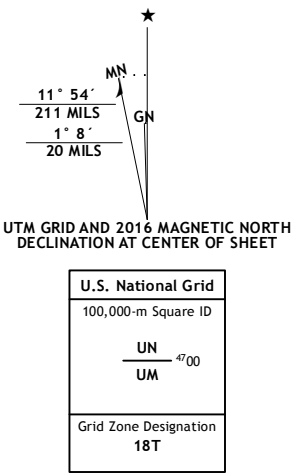 MN
11° 54´
211 MILS
GN
1° 8´
20 MILS
UTM GRID AND 2016 MAGNETIC NORTH
DECLINATION AT CENTER OF SHEET
U.S. National Grid
100,000-m Square ID
UN
4700
UM
Grid Zone Designation
18T